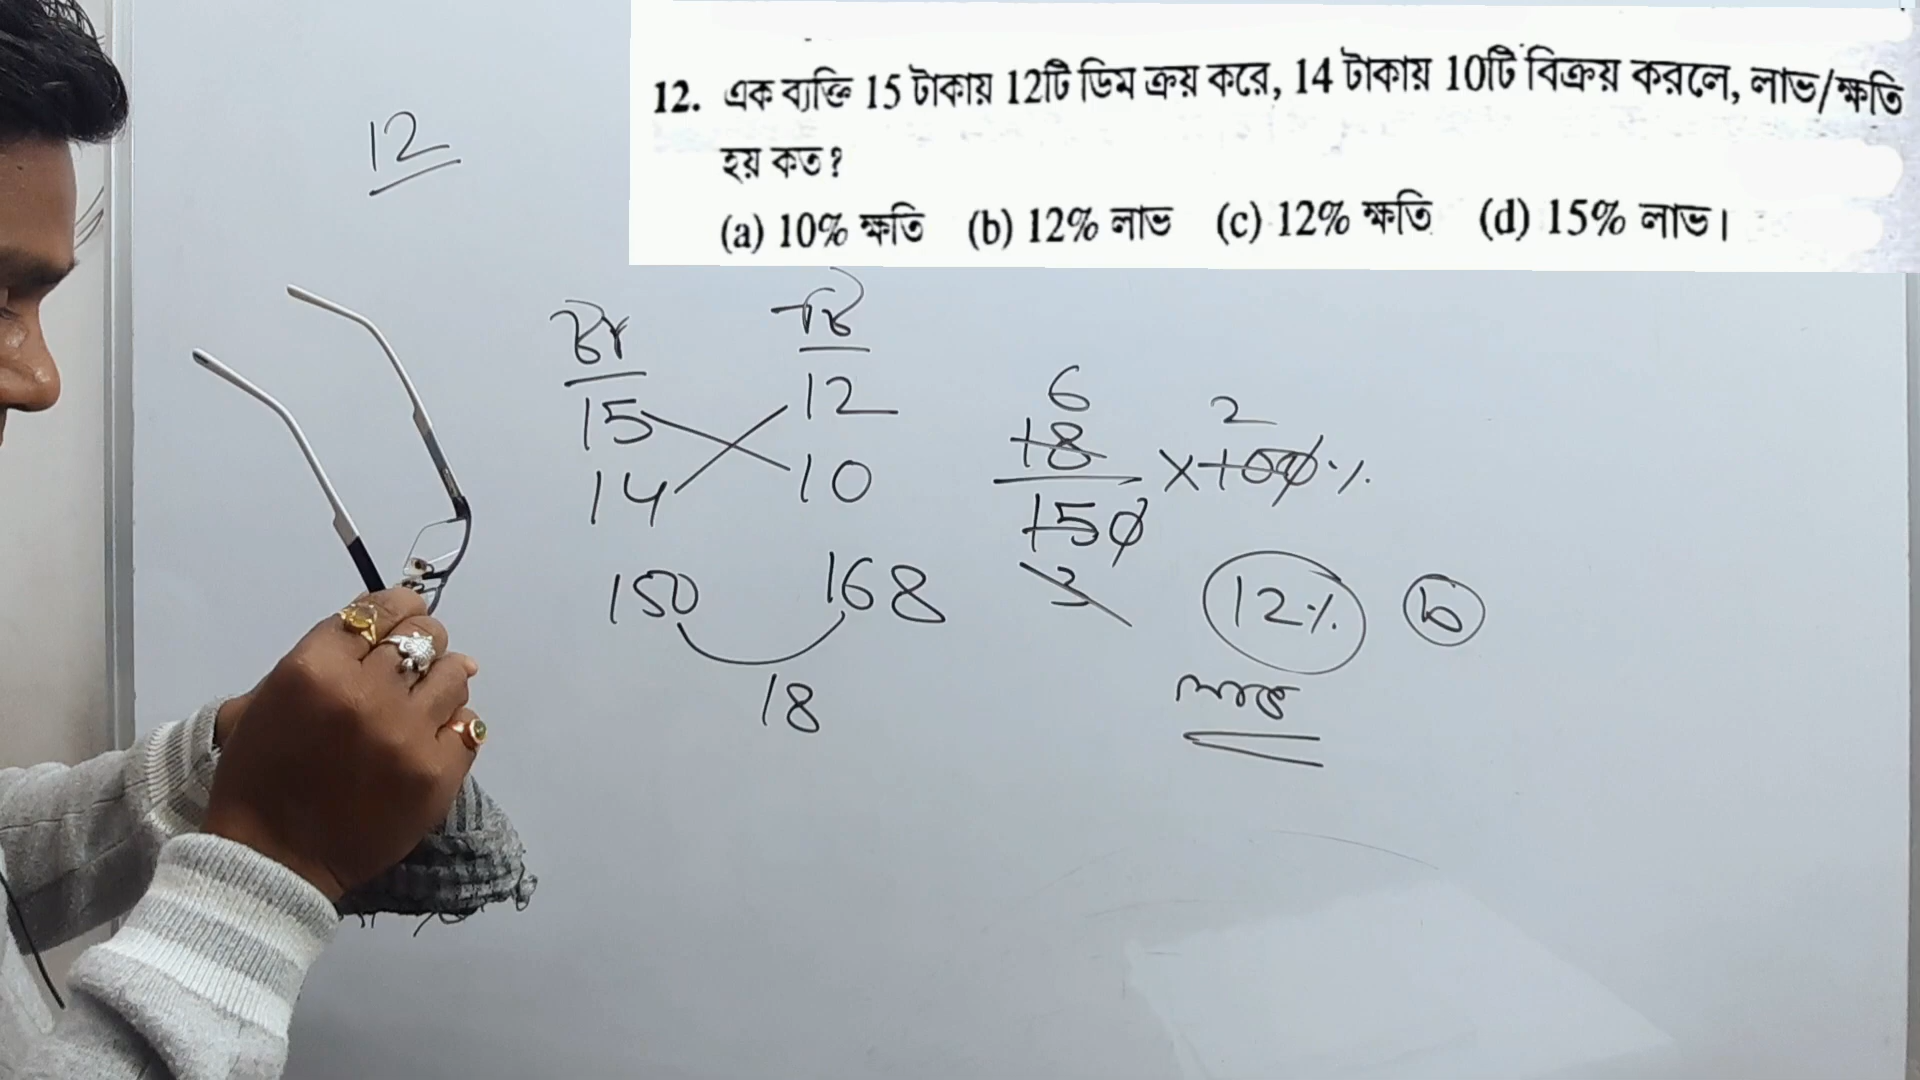 12. এক ব্যক্তি 15 টাকায় 12টি ডিম ক্রয় করে, 14 টাকায় 10টি বিক্রয় করলে, লাভ/ক্ষতি
হয় কত?
(a) 10% ক্ষতি (b) 12% লাভ (c) 12% ক্ষতি (d) 15% লাভ।
12
টা টি
15 12
14 10
150 168
18
6 2
18 × 100 %
150
3
12% b
লাভ